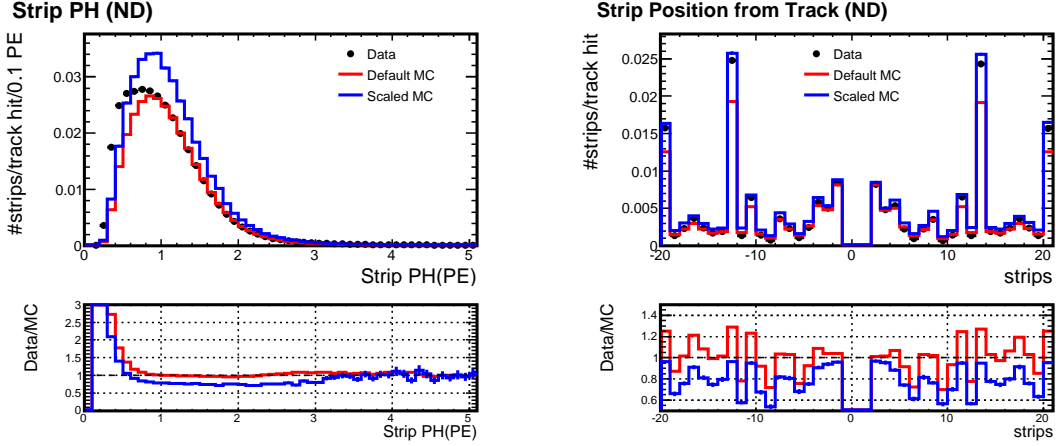 Strip PH (ND)
#strips/track hit/0.1 PE
0.03
0.02
0.01
0
Data
Default MC
Scaled MC
0 1 2 3 4 5
Strip PH(PE)
Data/MC
3
2.5
2
1.5
1
0.5
0
0 1 2 3 4 5
Strip PH(PE)
Strip Position from Track (ND)
#strips/track hit
0.025
0.02
0.015
0.01
0.005
0
Data
Default MC
Scaled MC
-20 -10 0 10 20
strips
Data/MC
1.4
1.2
1
0.8
0.6
-20 -10 0 10 20
strips